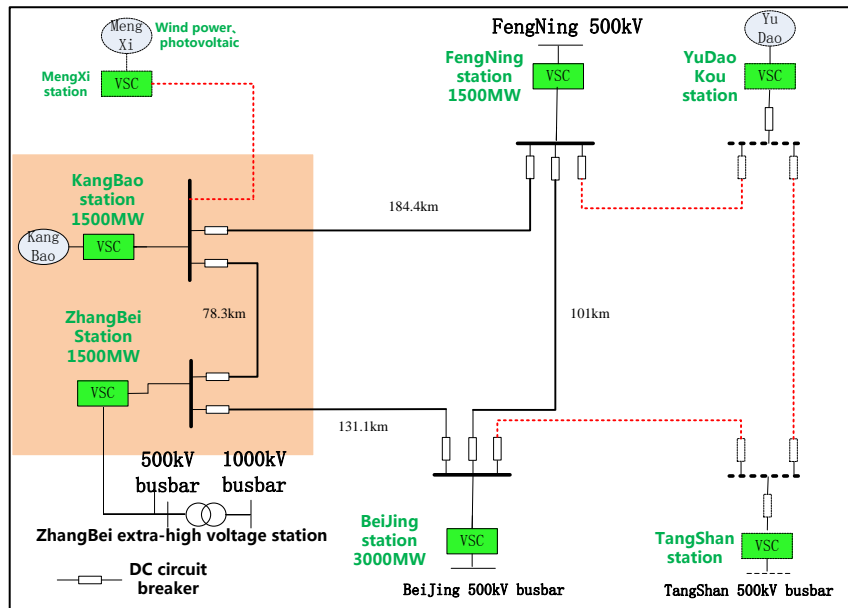 Meng
Xi
Wind power、
photovoltaic
MengXi
station
VSC
FengNing 500kV
FengNing
station
1500MW
VSC
Yu
Dao
YuDao
Kou
station
VSC
KangBao
station
1500MW
Kang
Bao
VSC
184.4km
78.3km
101km
ZhangBei
Station
1500MW
VSC
131.1km
500kV
busbar
1000kV
busbar
ZhangBei extra-high voltage station
DC circuit
breaker
BeiJing
station
3000MW
VSC
BeiJing 500kV busbar
TangShan
station
VSC
TangShan 500kV busbar